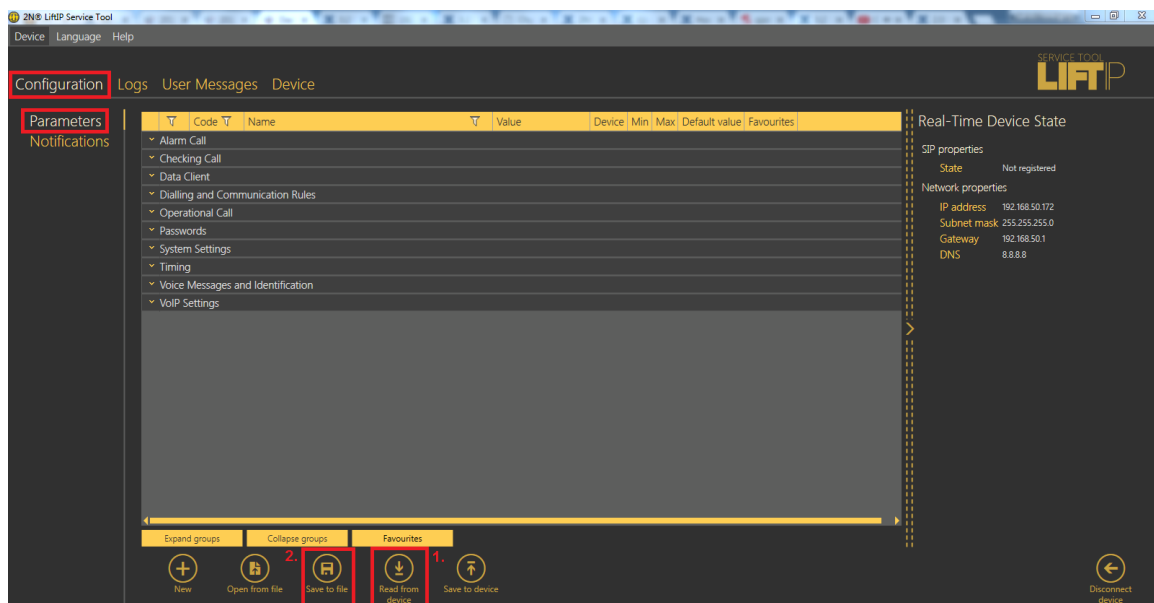 2N® LiftIP Service Tool
Device Language Help
SERVICE TOOL
LIFTIP
Configuration Logs User Messages Device
Parameters
Notifications
Code Name Value Device Min Max Default value Favourites
Alarm Call
Checking Call
Data Client
Dialling and Communication Rules
Operational Call
Passwords
System Settings
Timing
Voice Messages and Identification
VoIP Settings
Real-Time Device State
SIP properties
State Not registered
Network properties
IP address 192.168.50.172
Subnet mask 255.255.255.0
Gateway 192.168.50.1
DNS 8.8.8.8
Expand groups Collapse groups Favourites
2. 1.
New Open from file Save to file Read from device Save to device
Disconnect device